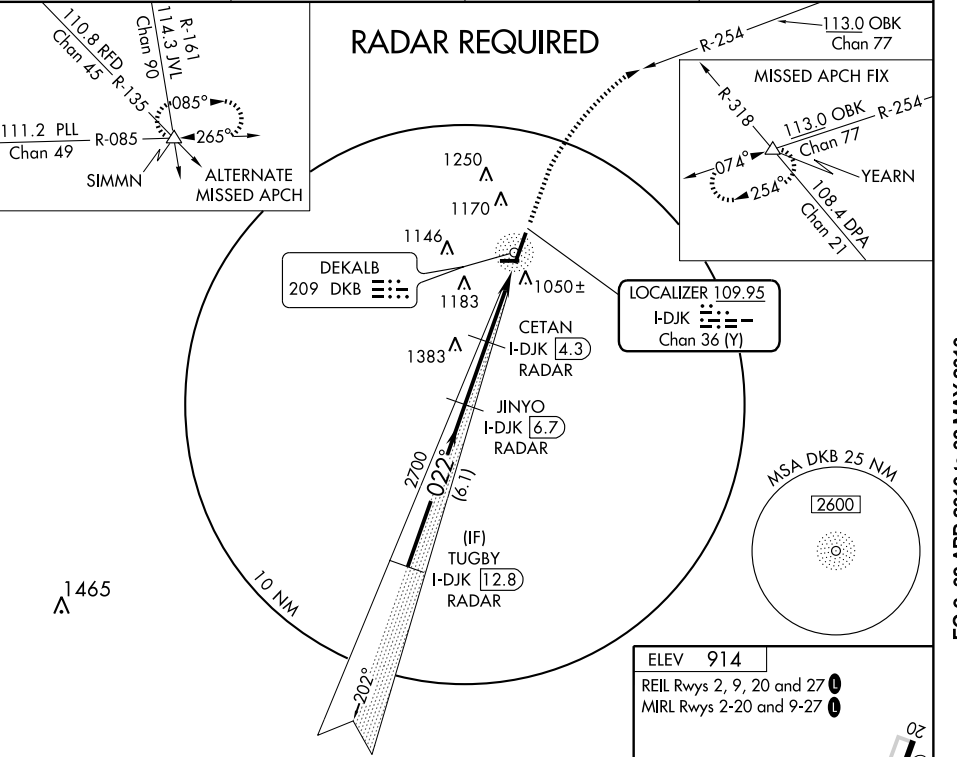 RADAR REQUIRED
110.8 RFD
Chan 45
R-135
R-161
114.3 JVL
Chan 90
085°
265°
111.2 PLL
Chan 49
R-085
SIMMN
ALTERNATE
MISSED APCH
R-254
113.0 OBK
Chan 77
MISSED APCH FIX
R-318
113.0 OBK
Chan 77
R-254
074°
254°
YEARN
108.4 DPA
Chan 21
1250
1170
1146
1183
1050±
1383
1465
DEKALB
209 DKB
LOCALIZER 109.95
I-DJK
Chan 36 (Y)
CETAN
I-DJK 4.3
RADAR
JINYO
I-DJK 6.7
RADAR
2700
022°
(6.1)
(IF)
TUGBY
I-DJK 12.8
RADAR
10 NM
202°
MSA DKB 25 NM
2600
ELEV 914
REIL Rwys 2, 9, 20 and 27 L
MIRL Rwys 2-20 and 9-27 L
20